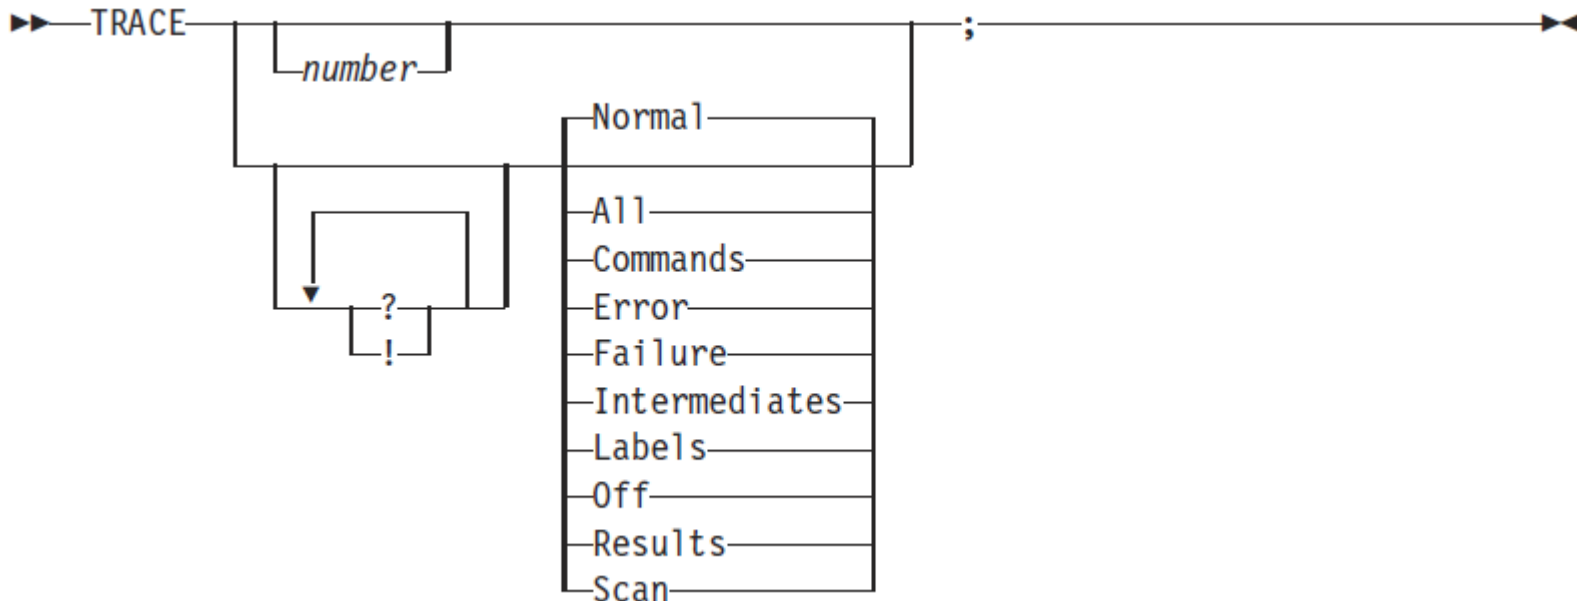 TRACE ;
number
Normal
All
Commands
Error
?
Failure
!
Intermediates
Labels
Off
Results
Scan